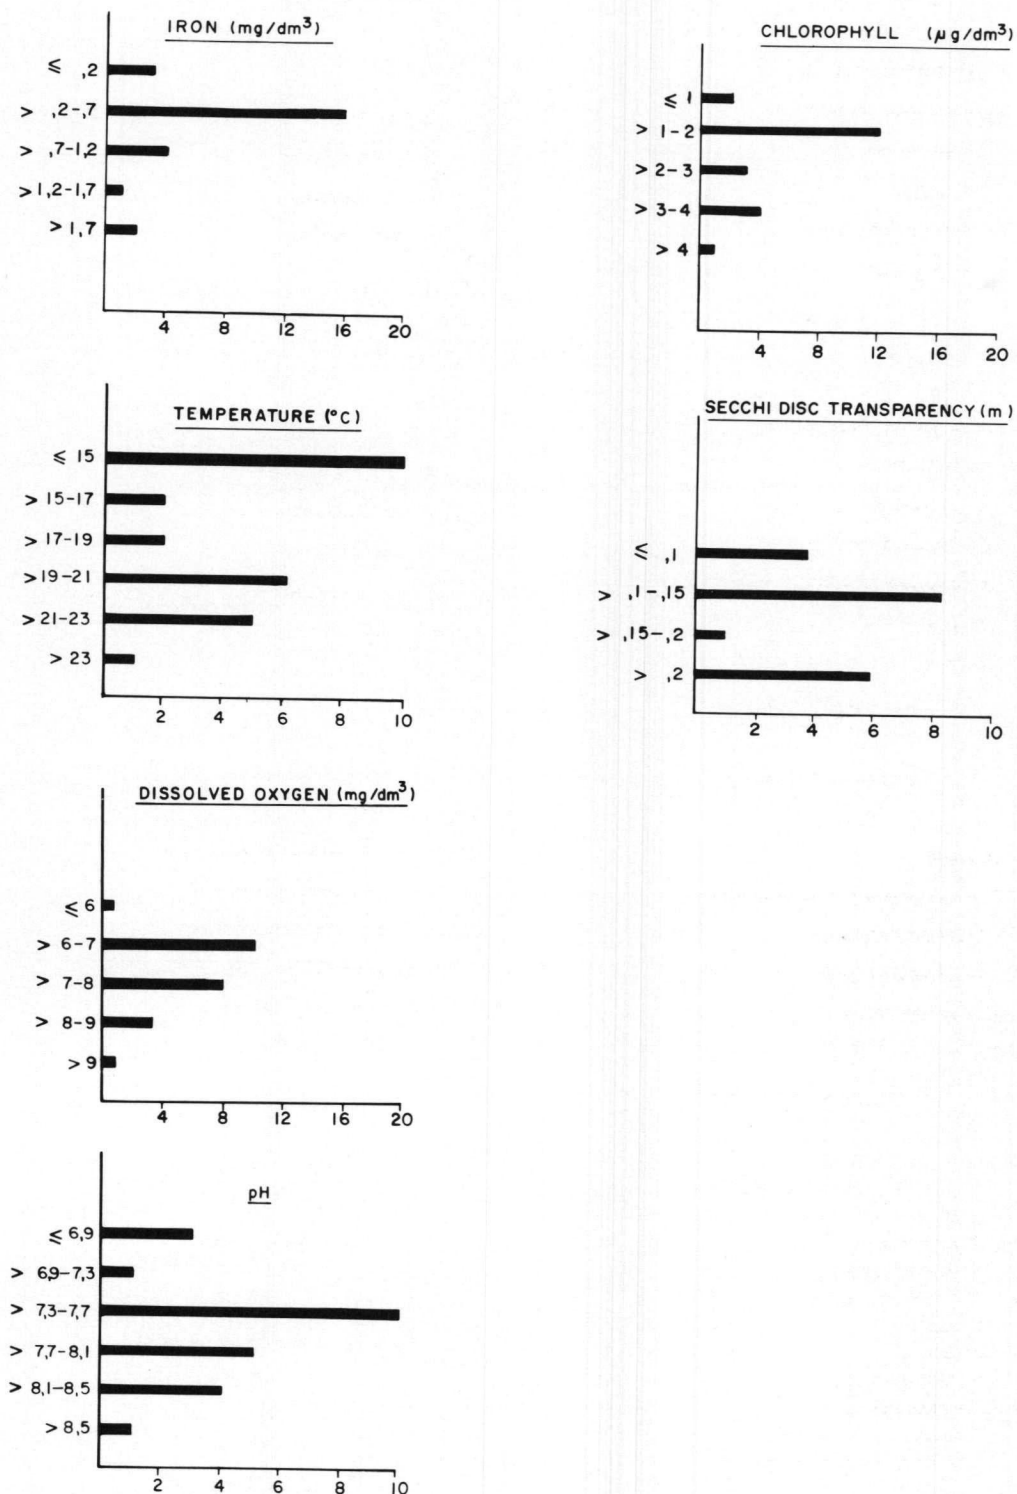 IRON (mg/dm³)
≤ ,2
> ,2-,7
> ,7-1,2
> 1,2-1,7
> 1,7
4 8 12 16 20
CHLOROPHYLL (µg/dm³)
≤ 1
> 1-2
> 2-3
> 3-4
> 4
4 8 12 16 20
TEMPERATURE (°C)
≤ 15
> 15-17
> 17-19
> 19-21
> 21-23
> 23
2 4 6 8 10
SECCHI DISC TRANSPARENCY (m)
≤ ,1
> ,1-,15
> ,15-,2
> ,2
2 4 6 8 10
DISSOLVED OXYGEN (mg/dm³)
≤ 6
> 6-7
> 7-8
> 8-9
> 9
4 8 12 16 20
pH
≤ 6,9
> 6,9-7,3
> 7,3-7,7
> 7,7-8,1
> 8,1-8,5
> 8,5
2 4 6 8 10